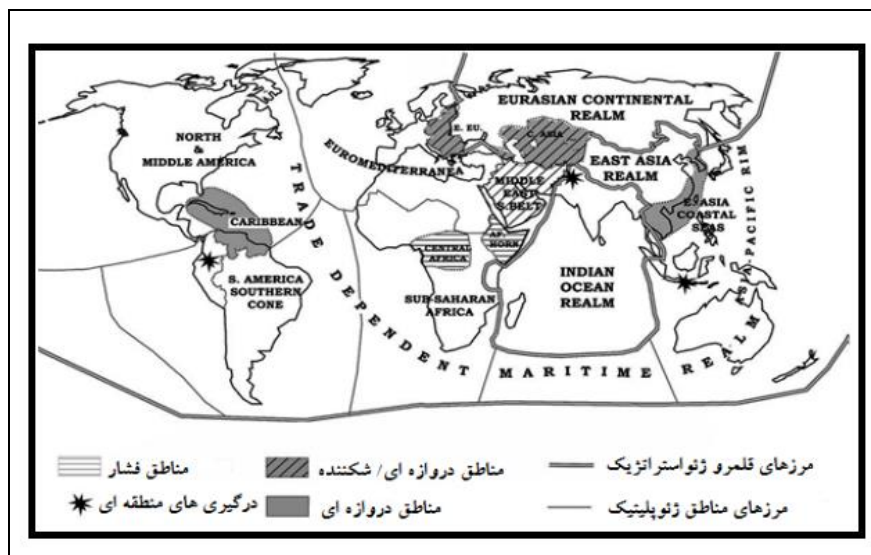 EURASIAN CONTINENTAL
REALM
NORTH
&
MIDDLE AMERICA
E. EU.
C. ASIA
EAST ASIA
REALM
EUROMEDITERRANEA
MIDDLE
EAST
S.BELT
CARIBBEAN
E. ASIA
COASTAL
SEAS
ASIA PACIFIC RIM
AF.
HORN
CENTRAL
AFRICA
S. AMERICA
SOUTHERN
CONE
SUB-SAHARAN
AFRICA
INDIAN
OCEAN
REALM
TRADE DEPENDENT MARITIME REALM
مرزهای قلمرو ژئواستراتژیک
مناطق دروازه ای/ شکننده
مناطق فشار
مرزهای مناطق ژئوپلیتیک
مناطق دروازه ای
درگیری های منطقه ای